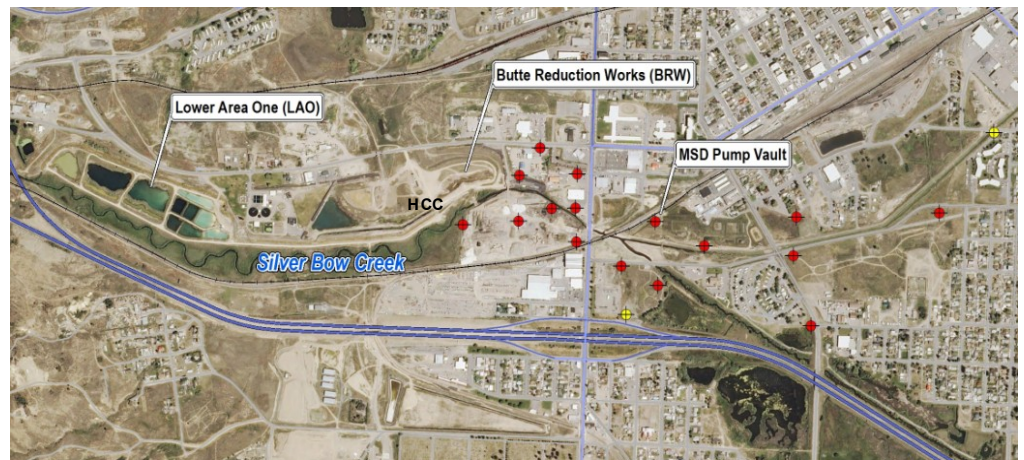 Butte Reduction Works (BRW)
Lower Area One (LAO)
MSD Pump Vault
HCC
Silver Bow Creek